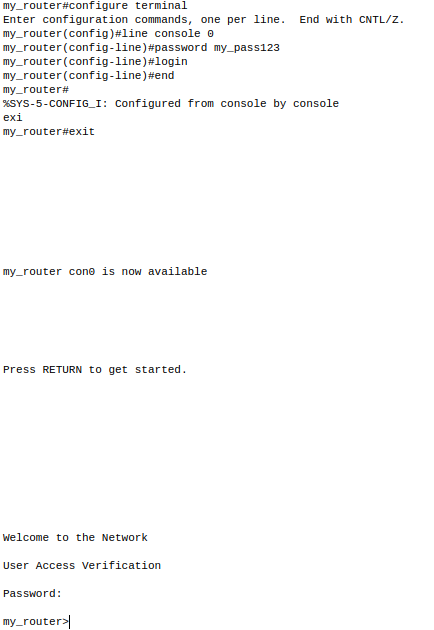 my_router#configure terminal
Enter configuration commands, one per line.  End with CNTL/Z.
my_router(config)#line console 0
my_router(config-line)#password my_pass123
my_router(config-line)#login
my_router(config-line)#end
my_router#
%SYS-5-CONFIG_I: Configured from console by console
exi
my_router#exit
my_router con0 is now available
Press RETURN to get started.
Welcome to the Network
User Access Verification
Password:
my_router>